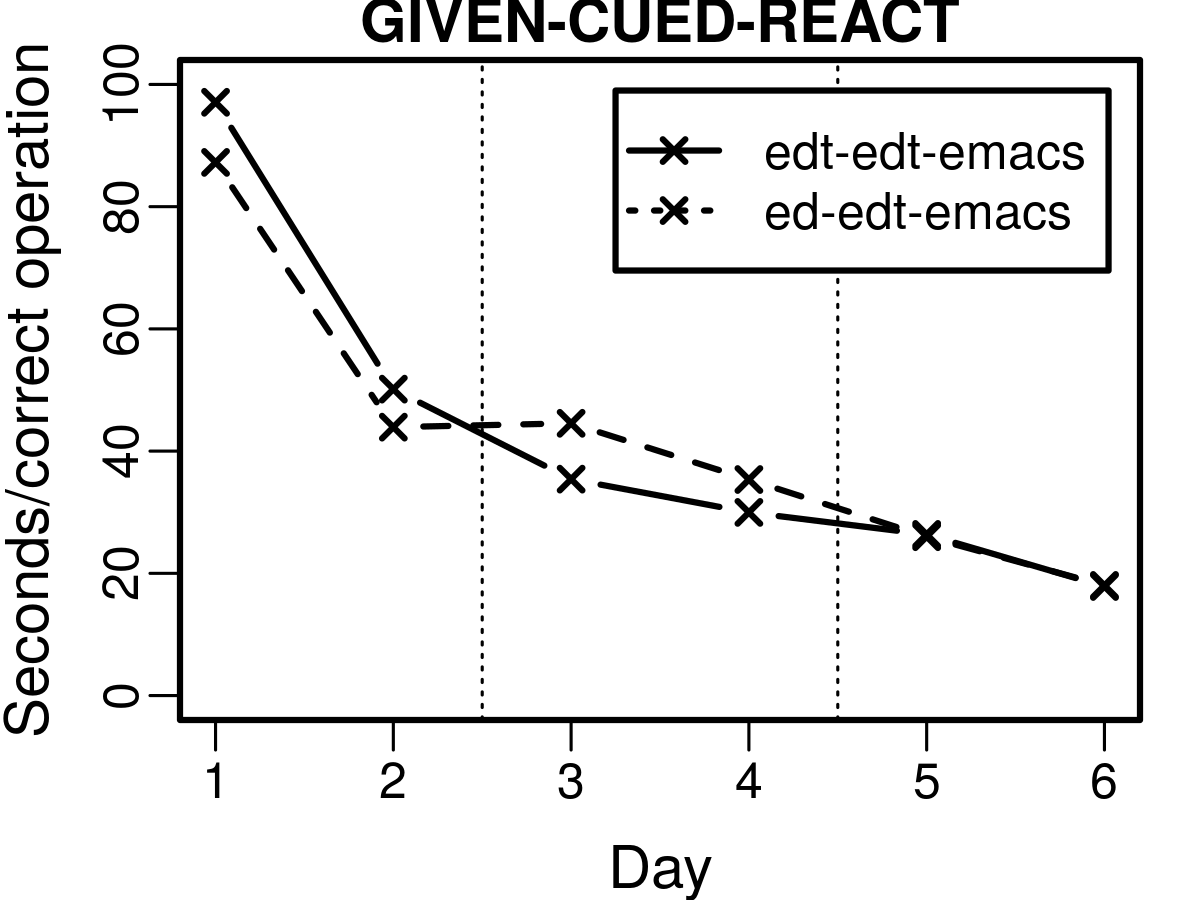 GIVEN-CUED-REACT
Seconds/correct operation
100
80
60
40
20
0
edt-edt-emacs
ed-edt-emacs
1 2 3 4 5 6
Day